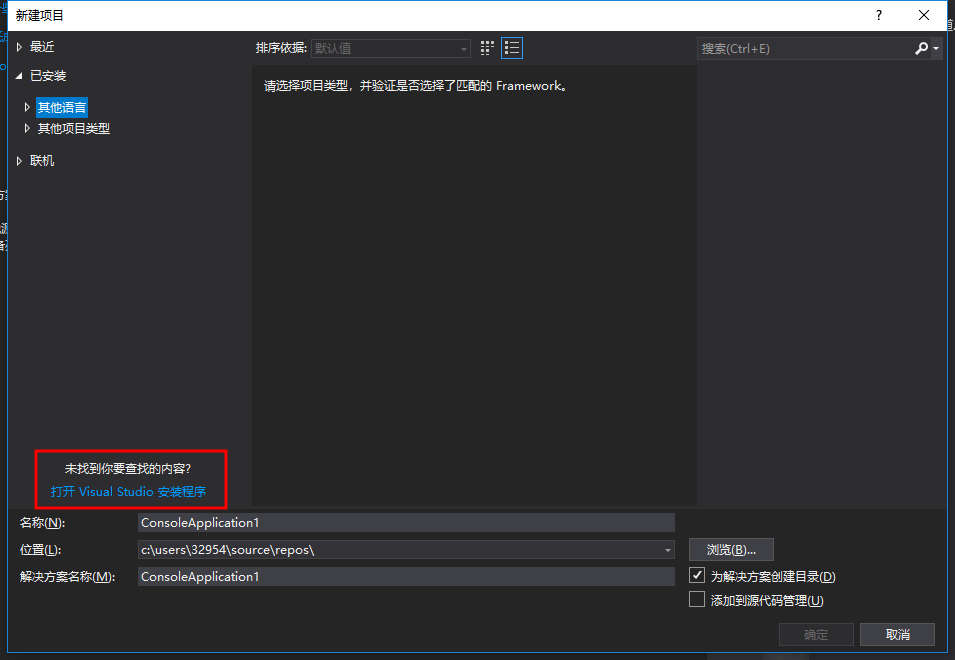 新建项目
?
最近
排序依据: 默认值
搜索(Ctrl+E)
已安装
请选择项目类型，并验证是否选择了匹配的 Framework。
其他语言
其他项目类型
联机
未找到你要查找的内容?
打开 Visual Studio 安装程序
名称(N):
ConsoleApplication1
位置(L):
c:\users\32954\source\repos\
浏览(B)...
解决方案名称(M):
ConsoleApplication1
为解决方案创建目录(D)
添加到源代码管理(U)
确定
取消